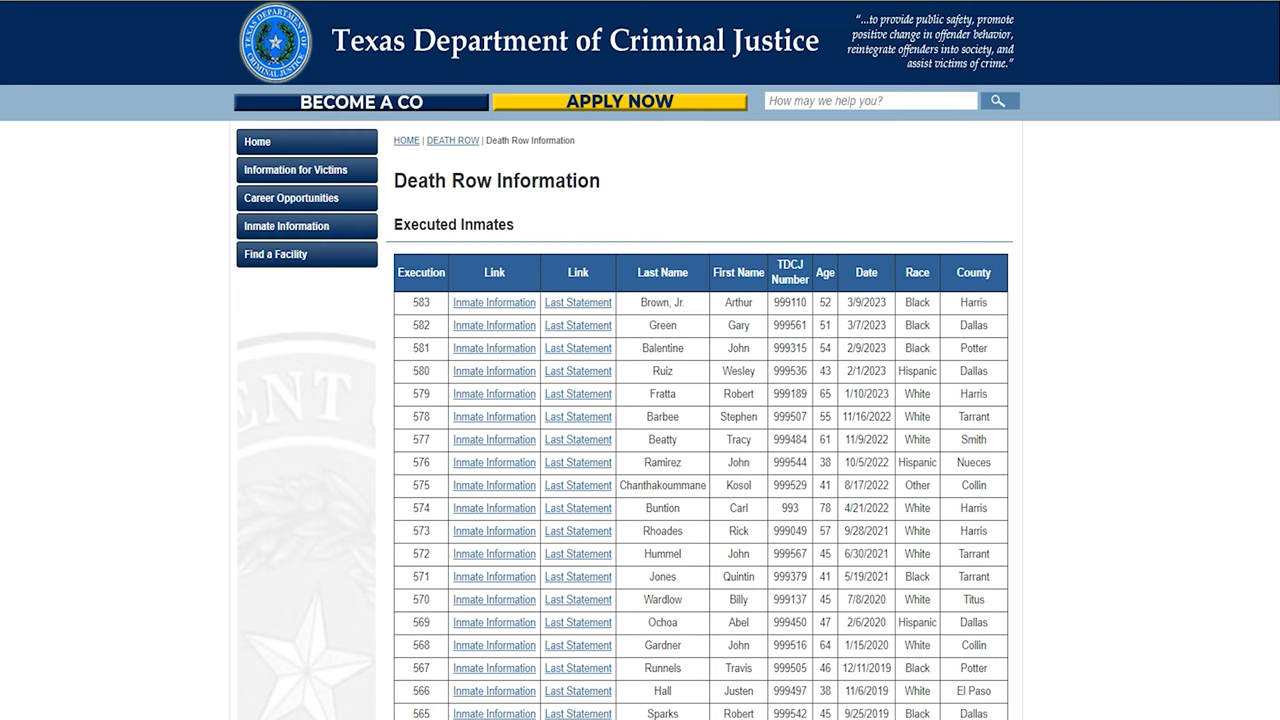 TEXAS DEPARTMENT OF CRIMINAL JUSTICE
Texas Department of Criminal Justice
“...to provide public safety, promote
positive change in offender behavior,
reintegrate offenders into society, and
assist victims of crime.”
BECOME A CO
APPLY NOW
How may we help you?
Home
Information for Victims
Career Opportunities
Inmate Information
Find a Facility
HOME | DEATH ROW | Death Row Information
Death Row Information
Executed Inmates
Execution Link Link Last Name First Name TDCJ Number Age Date Race County
583 Inmate Information Last Statement Brown, Jr. Arthur 999110 52 3/9/2023 Black Harris
582 Inmate Information Last Statement Green Gary 999561 51 3/7/2023 Black Dallas
581 Inmate Information Last Statement Balentine John 999315 54 2/9/2023 Black Potter
580 Inmate Information Last Statement Ruiz Wesley 999536 43 2/1/2023 Hispanic Dallas
579 Inmate Information Last Statement Fratta Robert 999189 65 1/10/2023 White Harris
578 Inmate Information Last Statement Barbee Stephen 999507 55 11/16/2022 White Tarrant
577 Inmate Information Last Statement Beatty Tracy 999484 61 11/9/2022 White Smith
576 Inmate Information Last Statement Ramirez John 999544 38 10/5/2022 Hispanic Nueces
575 Inmate Information Last Statement Chanthakoummane Kosol 999529 41 8/17/2022 Other Collin
574 Inmate Information Last Statement Buntion Carl 993 78 4/21/2022 White Harris
573 Inmate Information Last Statement Rhoades Rick 999049 57 9/28/2021 White Harris
572 Inmate Information Last Statement Hummel John 999567 45 6/30/2021 White Tarrant
571 Inmate Information Last Statement Jones Quintin 999379 41 5/19/2021 Black Tarrant
570 Inmate Information Last Statement Wardlow Billy 999137 45 7/8/2020 White Titus
569 Inmate Information Last Statement Ochoa Abel 999450 47 2/6/2020 Hispanic Dallas
568 Inmate Information Last Statement Gardner John 999516 64 1/15/2020 White Collin
567 Inmate Information Last Statement Runnels Travis 999505 46 12/11/2019 Black Potter
566 Inmate Information Last Statement Hall Justen 999497 38 11/6/2019 White El Paso
565 Inmate Information Last Statement Sparks Robert 999542 45 9/25/2019 Black Dallas